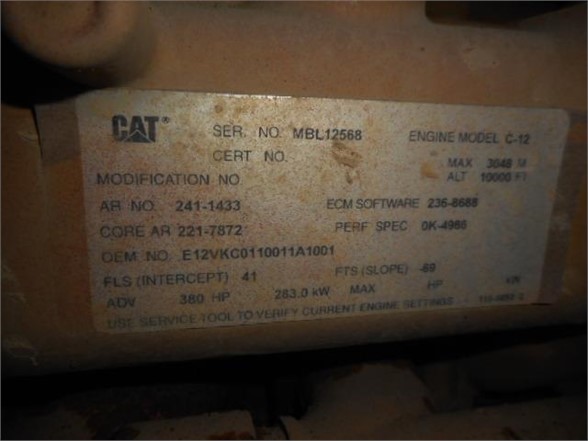 CAT® SER. NO. MBL12568 ENGINE MODEL C-12
CERT. NO. MAX 3048 M
MODIFICATION NO. ALT 10000 FT
AR NO. 241-1433 ECM SOFTWARE 236-8688
CORE AR 221-7872 PERF SPEC 0K-4988
OEM NO. E12VKC0110011A1001
FLS (INTERCEPT) 41 FTS (SLOPE) -69
ADV 380 HP 283.0 kW MAX HP kW
USE SERVICE TOOL TO VERIFY CURRENT ENGINE SETTINGS